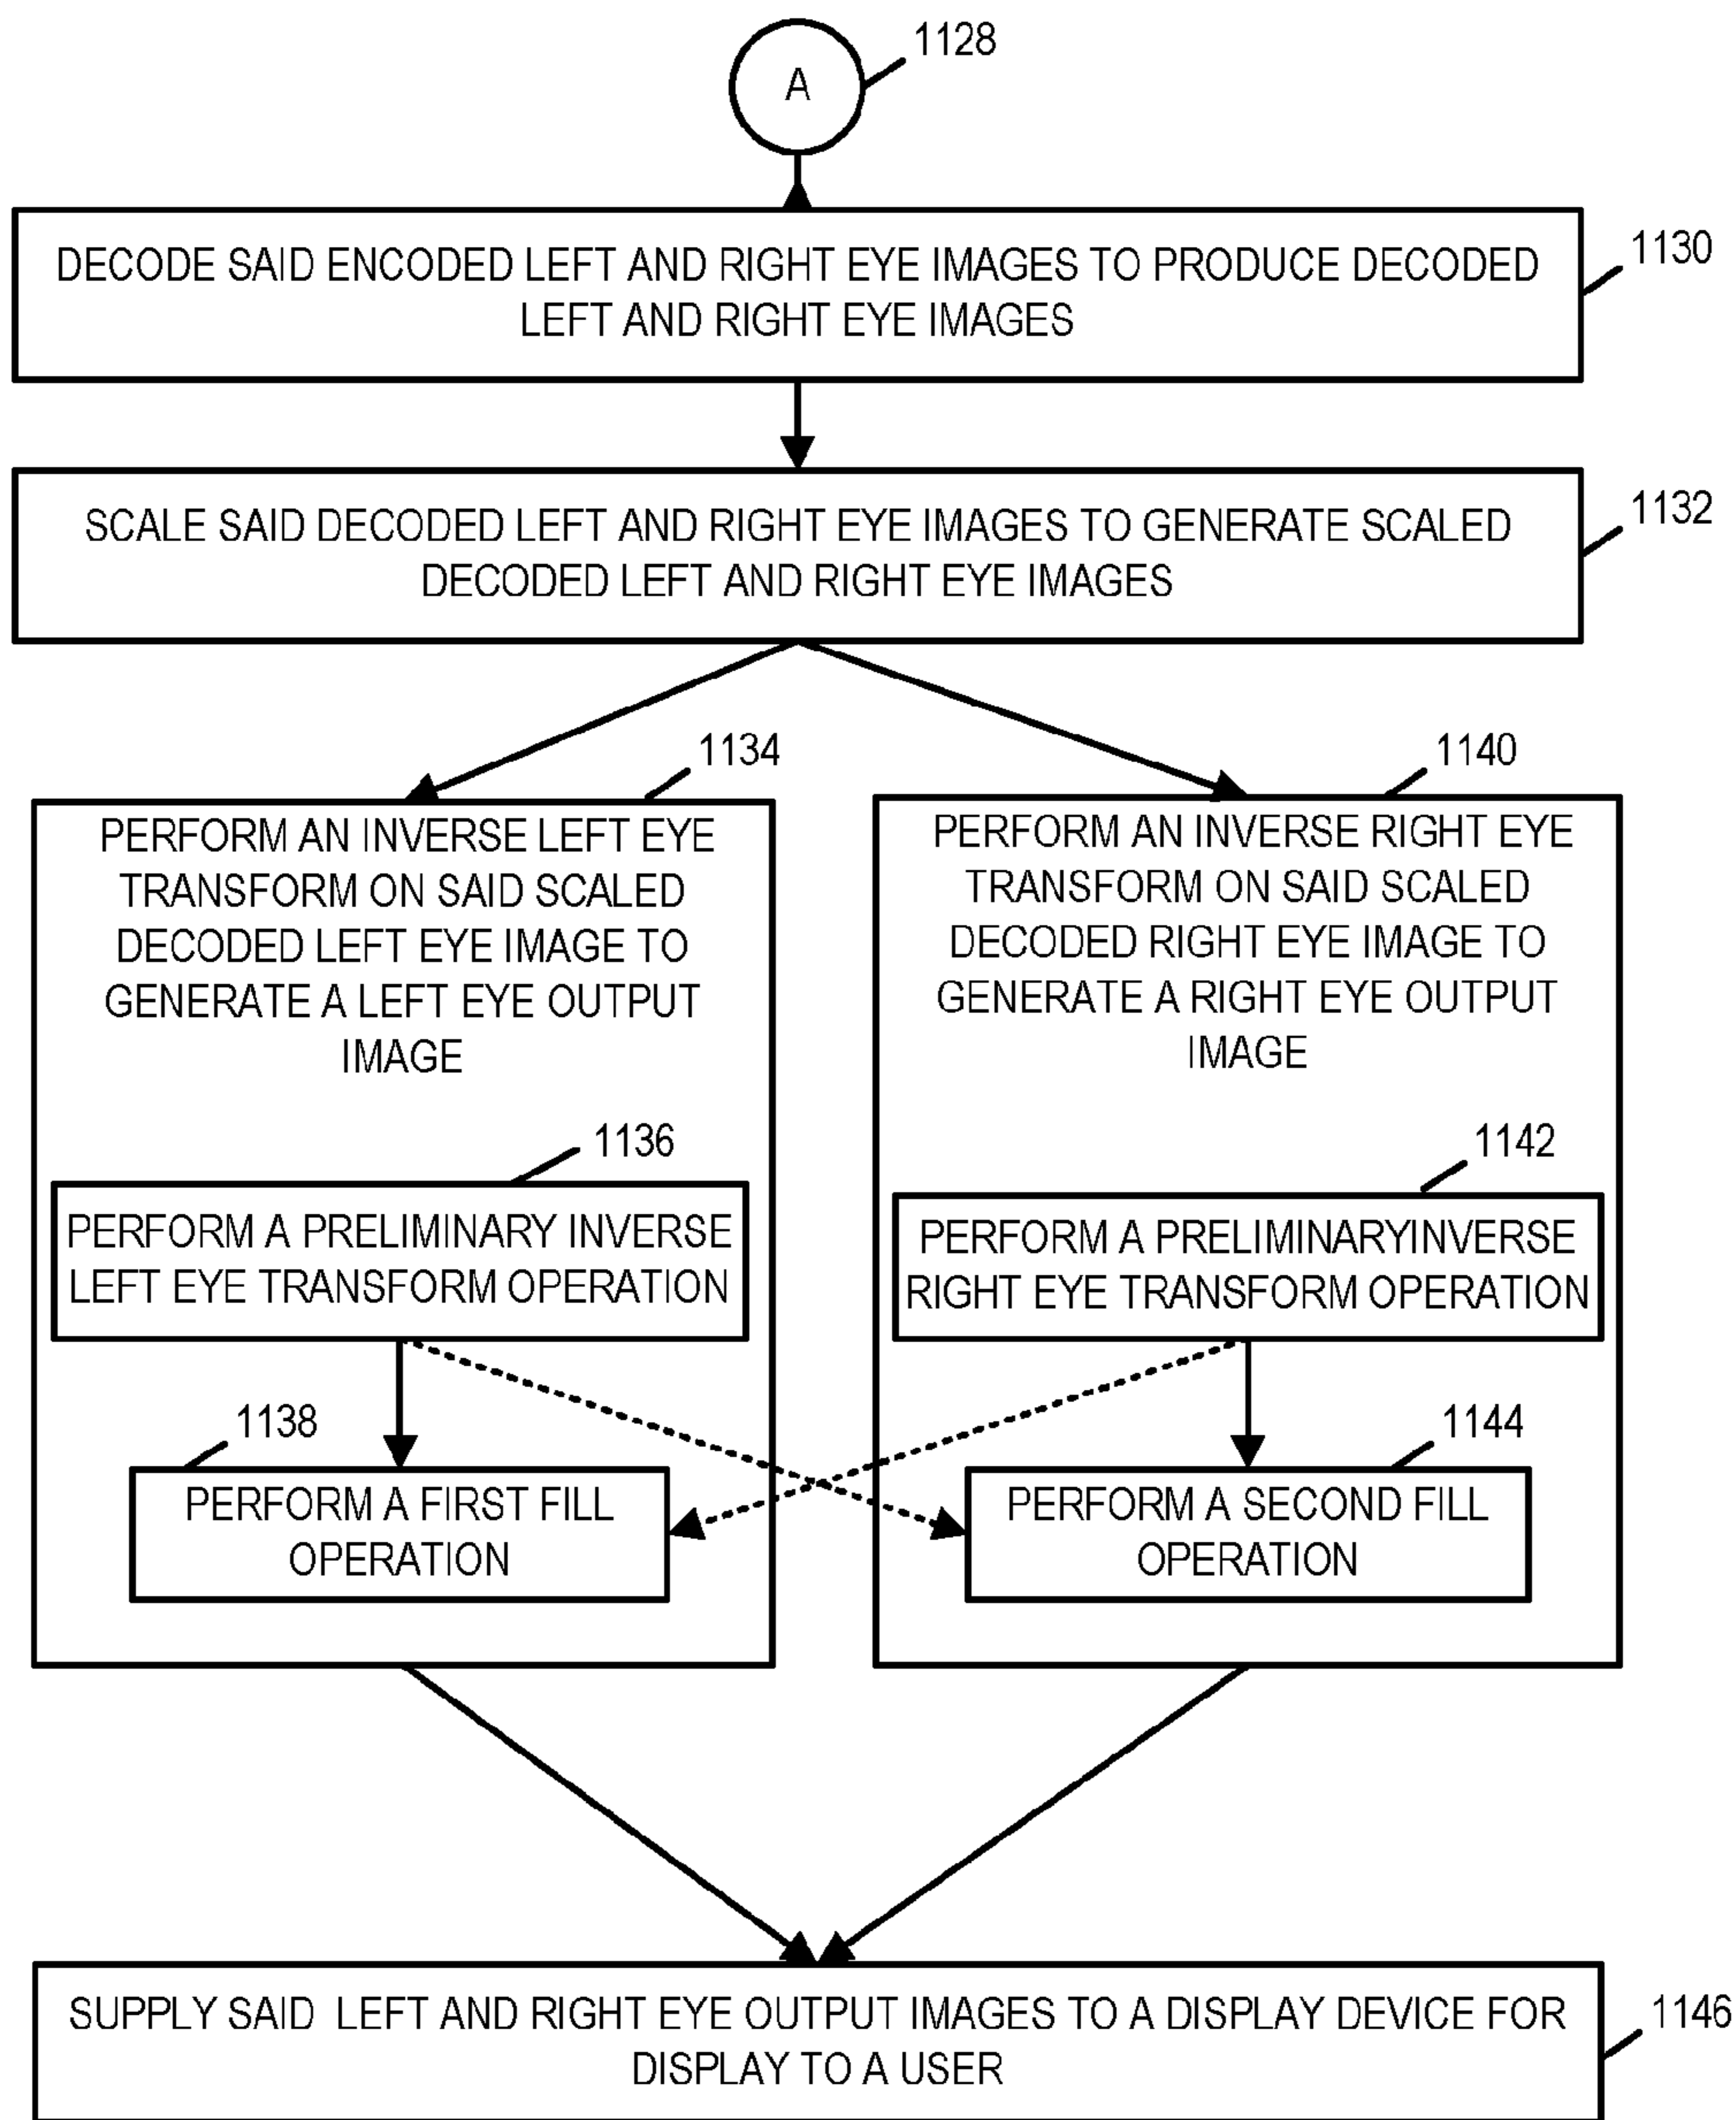 1128
A
1130
DECODE SAID ENCODED LEFT AND RIGHT EYE IMAGES TO PRODUCE DECODED
LEFT AND RIGHT EYE IMAGES
1132
SCALE SAID DECODED LEFT AND RIGHT EYE IMAGES TO GENERATE SCALED
DECODED LEFT AND RIGHT EYE IMAGES
1134
PERFORM AN INVERSE LEFT EYE
TRANSFORM ON SAID SCALED
DECODED LEFT EYE IMAGE TO
GENERATE A LEFT EYE OUTPUT
IMAGE
1136
PERFORM A PRELIMINARY INVERSE
LEFT EYE TRANSFORM OPERATION
1138
PERFORM A FIRST FILL
OPERATION
1140
PERFORM AN INVERSE RIGHT EYE
TRANSFORM ON SAID SCALED
DECODED RIGHT EYE IMAGE TO
GENERATE A RIGHT EYE OUTPUT
IMAGE
1142
PERFORM A PRELIMINARYINVERSE
RIGHT EYE TRANSFORM OPERATION
1144
PERFORM A SECOND FILL
OPERATION
1146
SUPPLY SAID LEFT AND RIGHT EYE OUTPUT IMAGES TO A DISPLAY DEVICE FOR
DISPLAY TO A USER